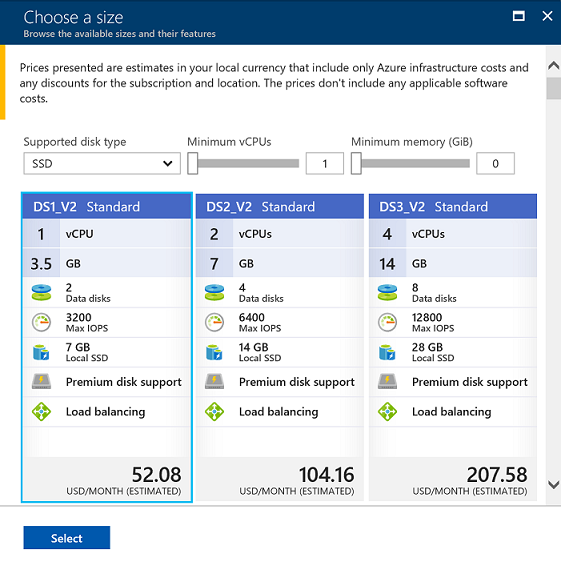 Choose a size
Browse the available sizes and their features
Prices presented are estimates in your local currency that include only Azure infrastructure costs and
any discounts for the subscription and location. The prices don't include any applicable software
costs.
Supported disk type Minimum vCPUs Minimum memory (GiB)
SSD 1 0
DS1_V2 Standard
1 vCPU
3.5 GB
2
Data disks
3200
Max IOPS
7 GB
Local SSD
Premium disk support
Load balancing
52.08
USD/MONTH (ESTIMATED)
DS2_V2 Standard
2 vCPUs
7 GB
4
Data disks
6400
Max IOPS
14 GB
Local SSD
Premium disk support
Load balancing
104.16
USD/MONTH (ESTIMATED)
DS3_V2 Standard
4 vCPUs
14 GB
8
Data disks
12800
Max IOPS
28 GB
Local SSD
Premium disk support
Load balancing
207.58
USD/MONTH (ESTIMATED)
Select